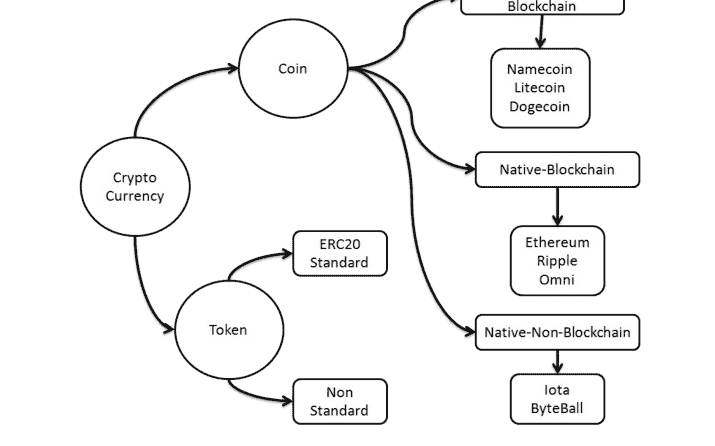 Blockchain
Coin
Namecoin
Litecoin
Dogecoin
Crypto
Currency
Native-Blockchain
ERC20
Standard
Ethereum
Ripple
Omni
Token
Native-Non-Blockchain
Non
Standard
Iota
ByteBall